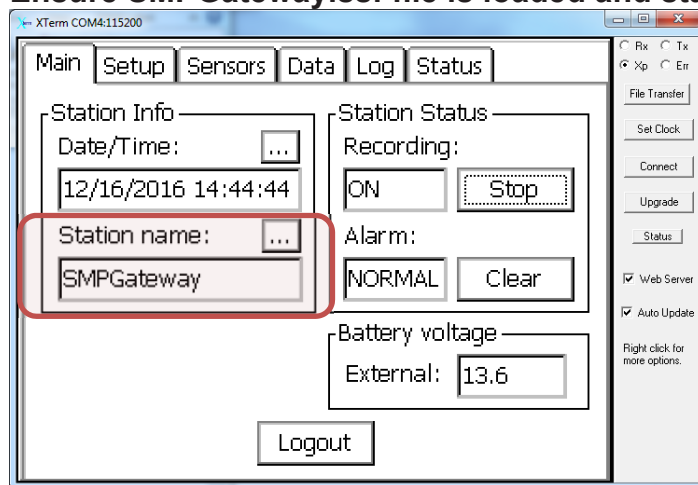 XTerm COM4:115200
Main Setup Sensors Data Log Status
Station Info
Date/Time: ...
12/16/2016 14:44:44
Station name: ...
SMPGateway
Station Status
Recording:
ON Stop
Alarm:
NORMAL Clear
Battery voltage
External: 13.6
Logout
Rx Tx
Xp Err
File Transfer
Set Clock
Connect
Upgrade
Status
Web Server
Auto Update
Right click for
more options.